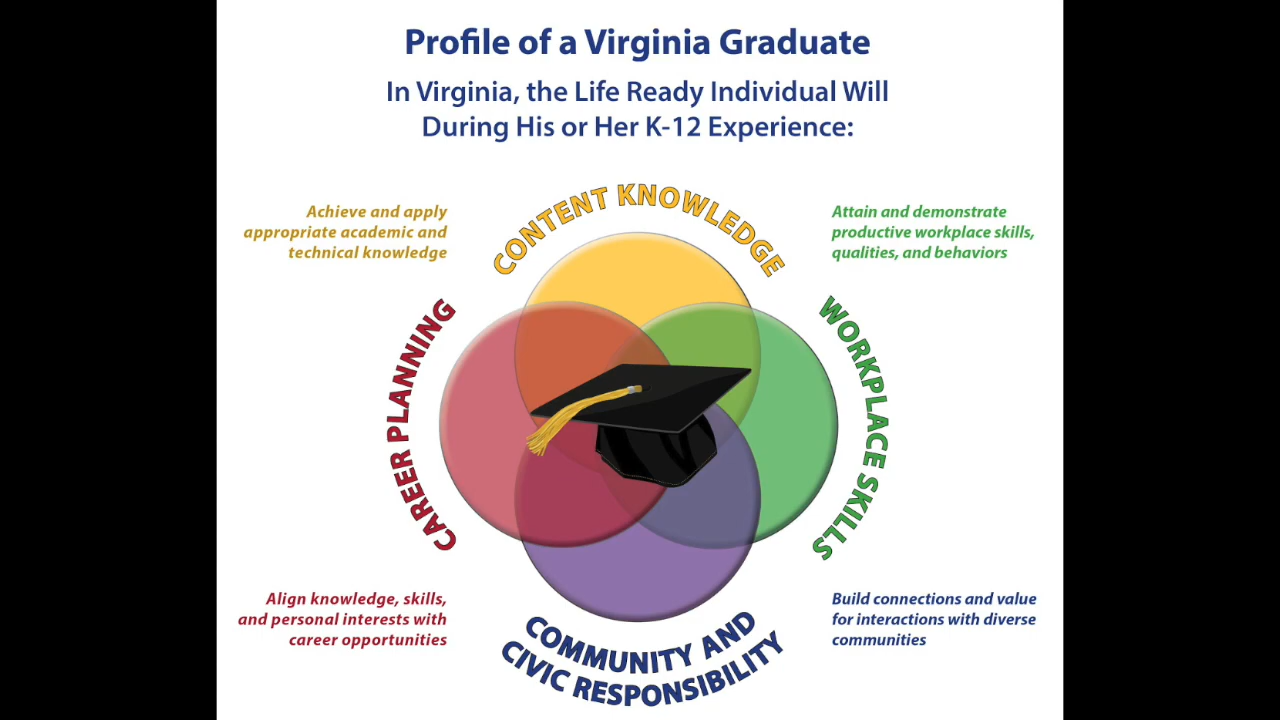 Profile of a Virginia Graduate
In Virginia, the Life Ready Individual Will
During His or Her K-12 Experience:
CONTENT KNOWLEDGE
Achieve and apply
appropriate academic and
technical knowledge
Attain and demonstrate
productive workplace skills,
qualities, and behaviors
CAREER PLANNING
WORKPLACE SKILLS
Align knowledge, skills,
and personal interests with
career opportunities
Build connections and value
for interactions with diverse
communities
COMMUNITY AND
CIVIC RESPONSIBILITY